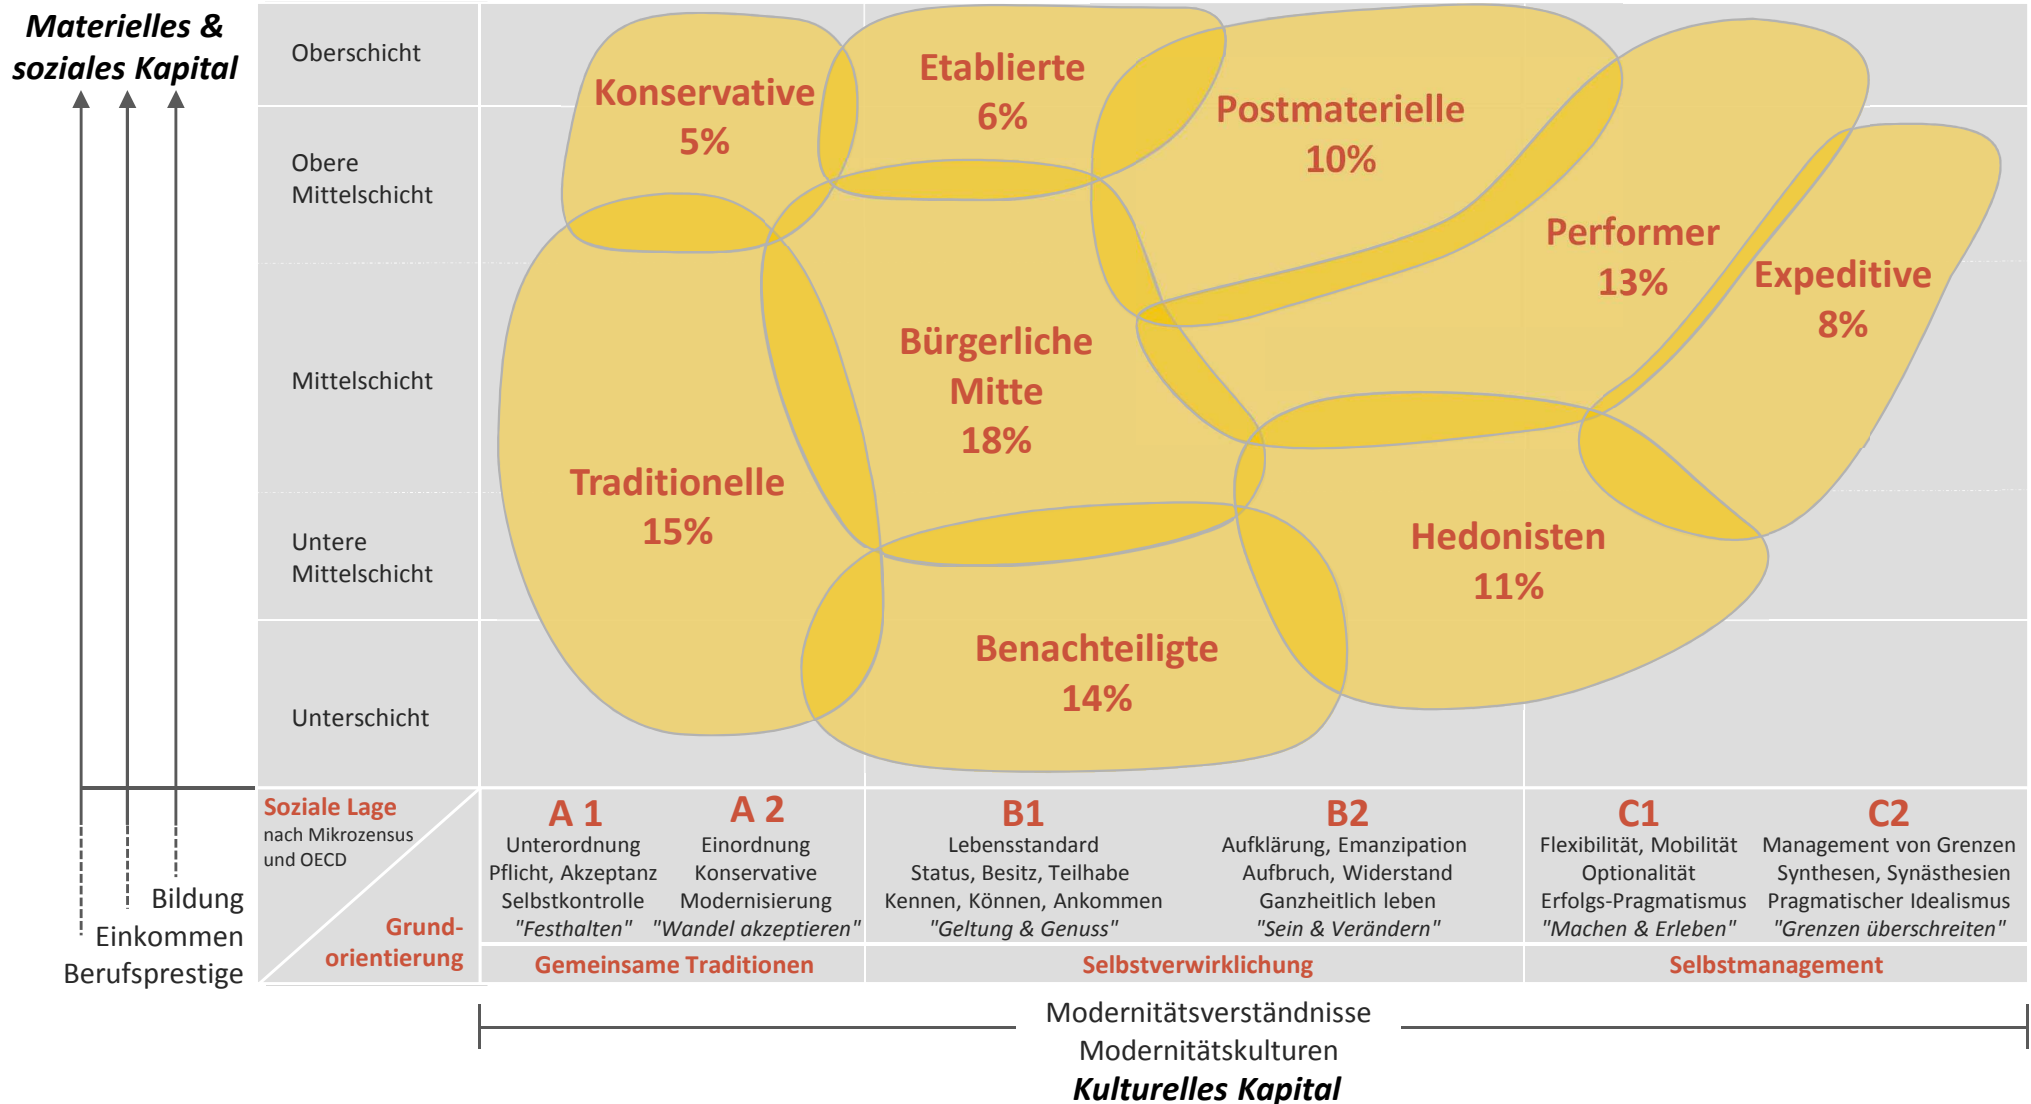 Materielles &
soziales Kapital
Oberschicht
Obere
Mittelschicht
Mittelschicht
Untere
Mittelschicht
Unterschicht
Konservative
5%
Etablierte
6%
Postmaterielle
10%
Performer
13%
Expeditive
8%
Bürgerliche
Mitte
18%
Traditionelle
15%
Hedonisten
11%
Benachteiligte
14%
Soziale Lage
nach Mikrozensus
und OECD
Grund-
orientierung
Bildung
Einkommen
Berufsprestige
A 1
Unterordnung
Pflicht, Akzeptanz
Selbstkontrolle
"Festhalten"
A 2
Einordnung
Konservative
Modernisierung
"Wandel akzeptieren"
B1
Lebensstandard
Status, Besitz, Teilhabe
Kennen, Können, Ankommen
"Geltung & Genuss"
B2
Aufklärung, Emanzipation
Aufbruch, Widerstand
Ganzheitlich leben
"Sein & Verändern"
C1
Flexibilität, Mobilität
Optionalität
Erfolgs-Pragmatismus
"Machen & Erleben"
C2
Management von Grenzen
Synthesen, Synästhesien
Pragmatischer Idealismus
"Grenzen überschreiten"
Gemeinsame Traditionen
Selbstverwirklichung
Selbstmanagement
Modernitätsverständnisse
Modernitätskulturen
Kulturelles Kapital